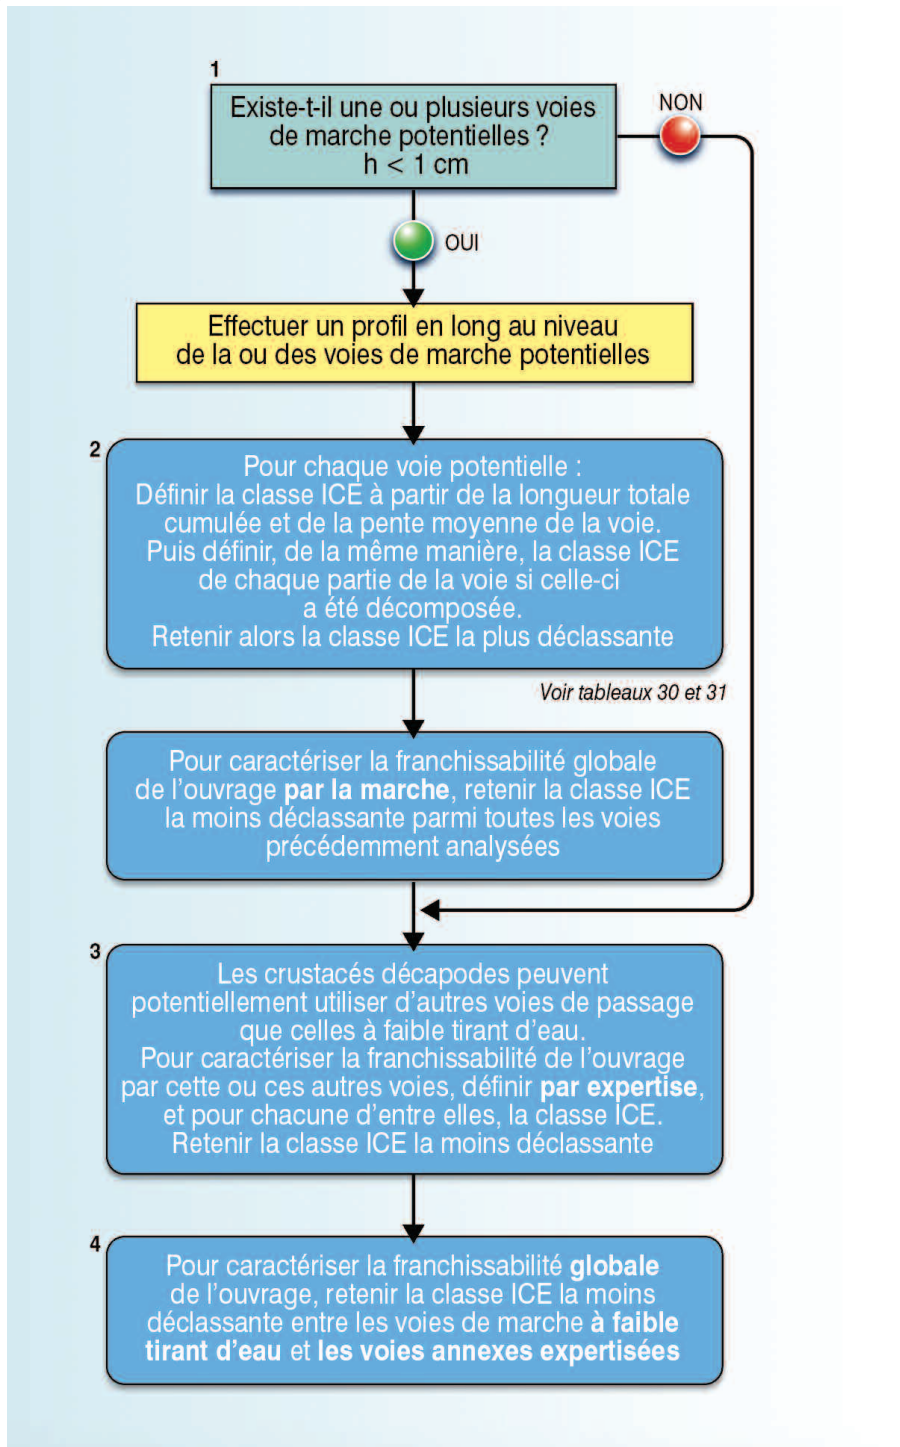 1
Existe-t-il une ou plusieurs voies
de marche potentielles ?
h < 1 cm
NON
OUI
Effectuer un profil en long au niveau
de la ou des voies de marche potentielles
2
Pour chaque voie potentielle :
Définir la classe ICE à partir de la longueur totale
cumulée et de la pente moyenne de la voie.
Puis définir, de la même manière, la classe ICE
de chaque partie de la voie si celle-ci
a été décomposée.
Retenir alors la classe ICE la plus déclassante
Voir tableaux 30 et 31
Pour caractériser la franchissabilité globale
de l'ouvrage par la marche, retenir la classe ICE
la moins déclassante parmi toutes les voies
précédemment analysées
3
Les crustacés décapodes peuvent
potentiellement utiliser d'autres voies de passage
que celles à faible tirant d'eau.
Pour caractériser la franchissabilité de l'ouvrage
par cette ou ces autres voies, définir par expertise,
et pour chacune d'entre elles, la classe ICE.
Retenir la classe ICE la moins déclassante
4
Pour caractériser la franchissabilité globale
de l'ouvrage, retenir la classe ICE la moins
déclassante entre les voies de marche à faible
tirant d'eau et les voies annexes expertisées